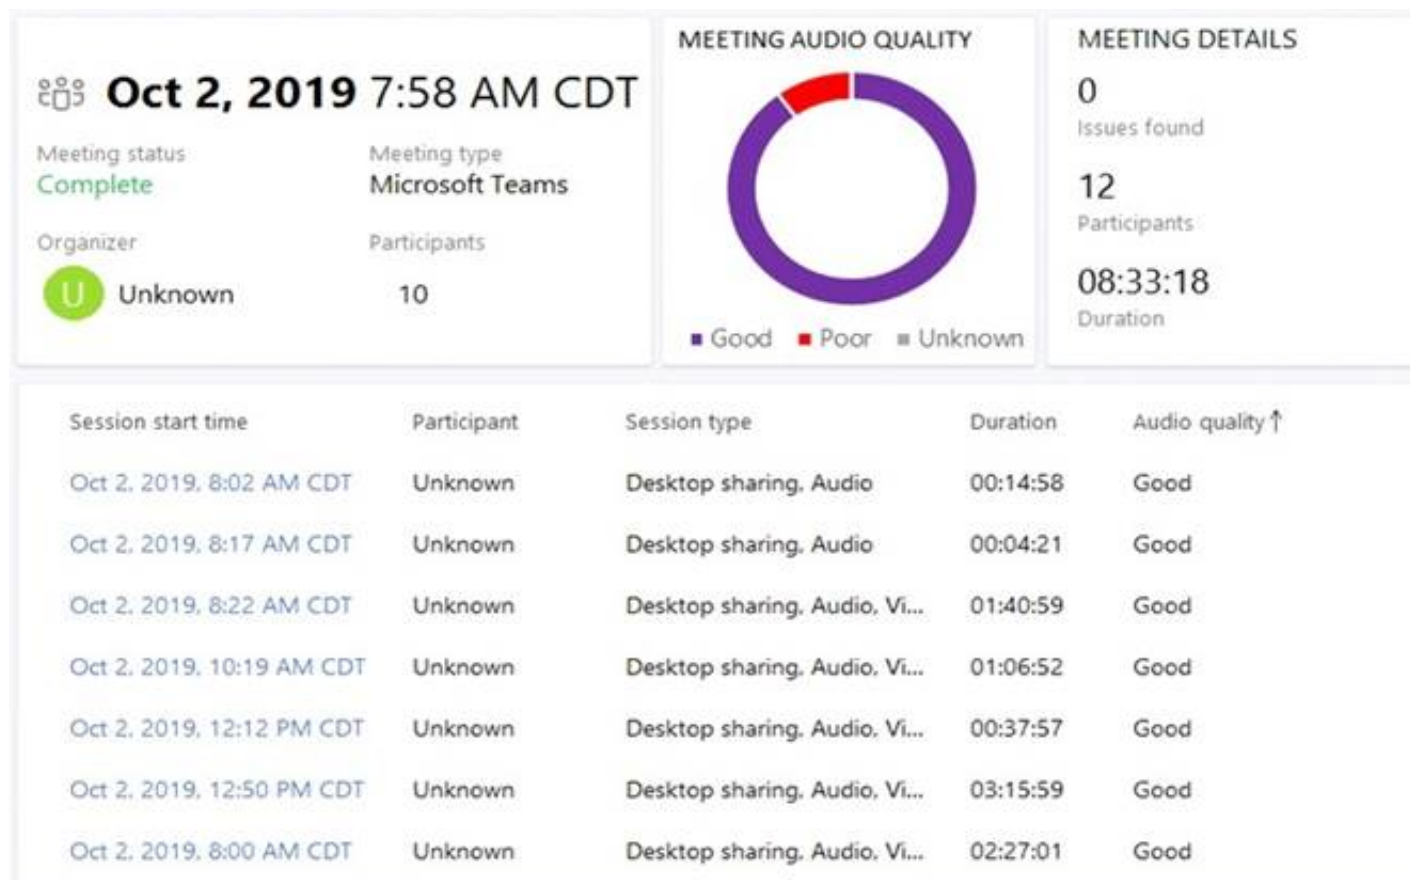 Oct 2, 2019 7:58 AM CDT
Meeting status Meeting type
Complete Microsoft Teams
Organizer Participants
U Unknown 10
MEETING AUDIO QUALITY
Good Poor Unknown
MEETING DETAILS
0
Issues found
12
Participants
08:33:18
Duration
Session start time Participant Session type Duration Audio quality↑
Oct 2, 2019, 8:02 AM CDT Unknown Desktop sharing, Audio 00:14:58 Good
Oct 2, 2019, 8:17 AM CDT Unknown Desktop sharing, Audio 00:04:21 Good
Oct 2, 2019, 8:22 AM CDT Unknown Desktop sharing, Audio, Vi... 01:40:59 Good
Oct 2, 2019, 10:19 AM CDT Unknown Desktop sharing, Audio, Vi... 01:06:52 Good
Oct 2, 2019, 12:12 PM CDT Unknown Desktop sharing, Audio, Vi... 00:37:57 Good
Oct 2, 2019, 12:50 PM CDT Unknown Desktop sharing, Audio, Vi... 03:15:59 Good
Oct 2, 2019, 8:00 AM CDT Unknown Desktop sharing, Audio, Vi... 02:27:01 Good